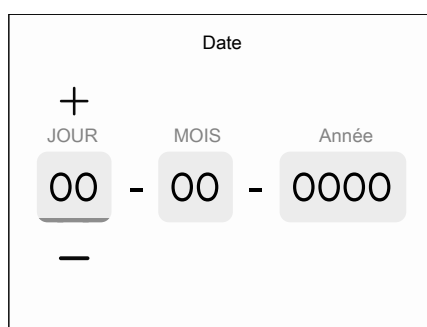 Date
+
JOUR MOIS Année
00 - 00 - 0000
—